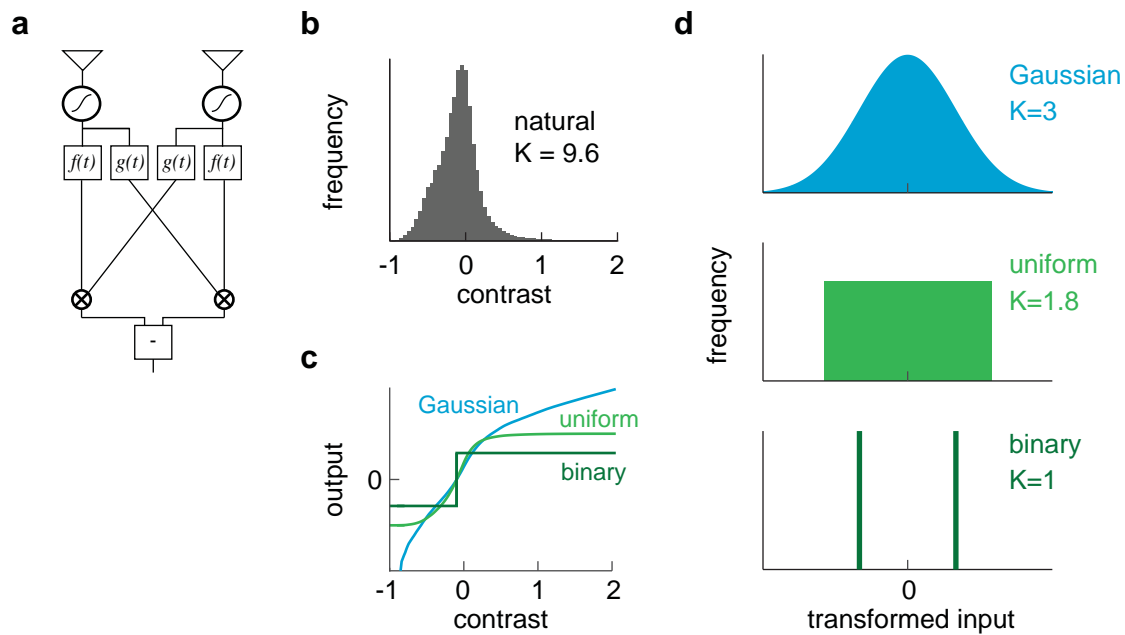 a
f(t) g(t) g(t) f(t)
-
b
frequency
natural
K = 9.6
-1 0 1 2
contrast
c
output
0
Gaussian
uniform
binary
-1 0 1 2
contrast
d
Gaussian
K=3
frequency
uniform
K=1.8
binary
K=1
0
transformed input